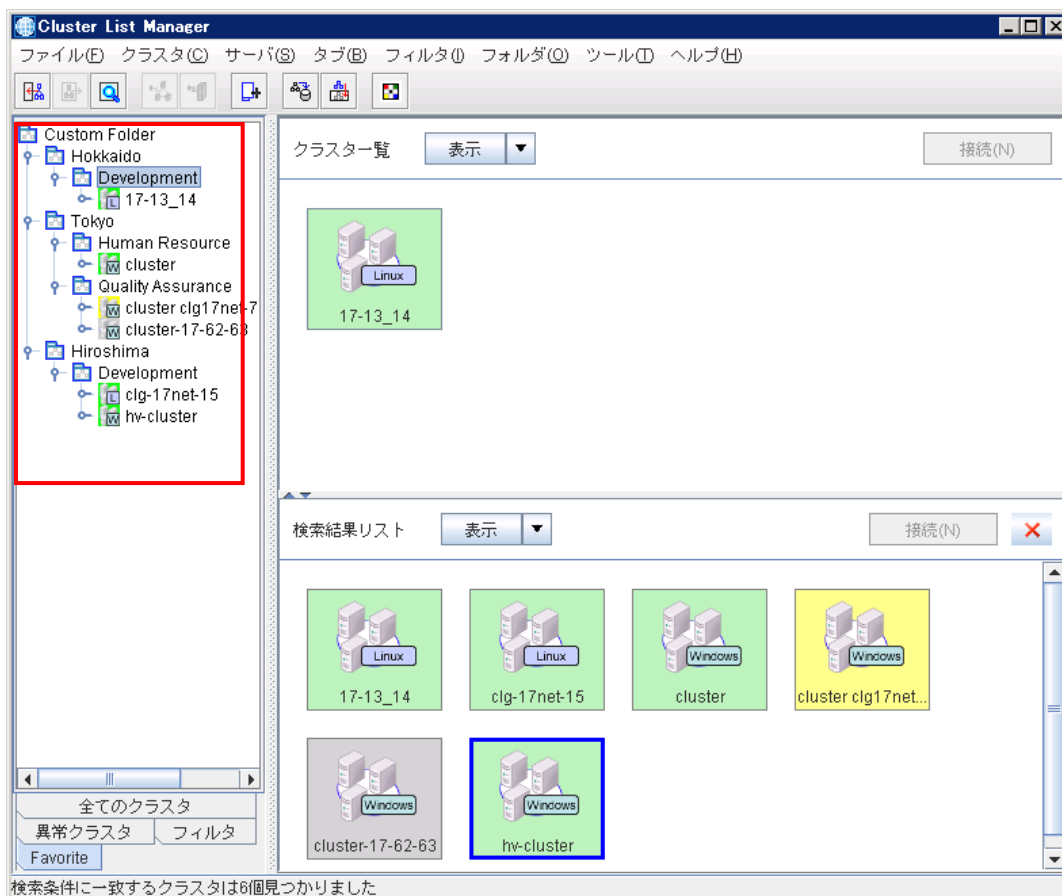 Cluster List Manager
ファイル(F) クラスタ(C) サーバ(S) タブ(B) フィルタ(I) フォルダ(O) ツール(T) ヘルプ(H)
Custom Folder
Hokkaido
Development
17-13_14
Tokyo
Human Resource
cluster
Quality Assurance
cluster clg17net-7
cluster-17-62-63
Hiroshima
Development
clg-17net-15
hv-cluster
全てのクラスタ
異常クラスタ フィルタ
Favorite
クラスタ一覧 表示 接続(N)
Linux
17-13_14
検索結果リスト 表示 接続(N)
Linux Linux Windows Windows
17-13_14 clg-17net-15 cluster cluster clg17net...
Windows Windows
cluster-17-62-63 hv-cluster
検索条件に一致するクラスタは6個見つかりました